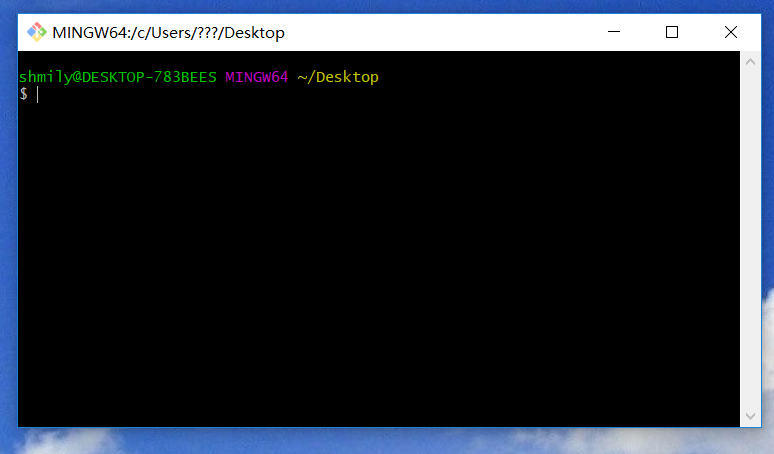 MINGW64:/c/Users/???/Desktop
shmily@DESKTOP-783BEES MINGW64 ~/Desktop
$